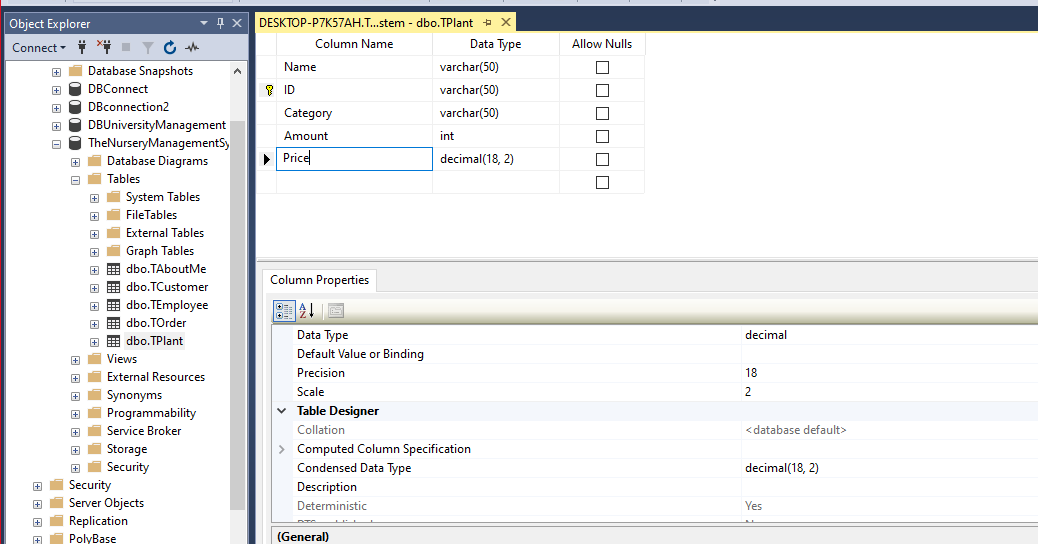 Object Explorer
Connect
Database Snapshots
DBConnect
DBconnection2
DBUniversityManagement
TheNurseryManagementSy
Database Diagrams
Tables
System Tables
FileTables
External Tables
Graph Tables
dbo.TAboutMe
dbo.TCustomer
dbo.TEmployee
dbo.TOrder
dbo.TPlant
Views
External Resources
Synonyms
Programmability
Service Broker
Storage
Security
Security
Server Objects
Replication
PolyBase
DESKTOP-P7K57AH.T...stem - dbo.TPlant
Column Name Data Type Allow Nulls
Name varchar(50)
ID varchar(50)
Category varchar(50)
Amount int
Price decimal(18, 2)
Column Properties
Data Type decimal
Default Value or Binding
Precision 18
Scale 2
Table Designer
Collation <database default>
Computed Column Specification
Condensed Data Type decimal(18, 2)
Description
Deterministic Yes
(General)